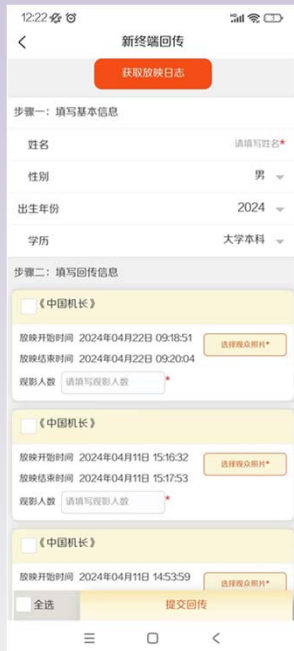 12:22
新终端回传
获取放映日志
步骤一：填写基本信息
姓名 请填写姓名*
性别 男
出生年份 2024
学历 大学本科
步骤二：填写回传信息
《中国机长》
放映开始时间 2024年04月22日 09:18:51
选择观众照片*
放映结束时间 2024年04月22日 09:20:04
观影人数 请填写观影人数 *
《中国机长》
放映开始时间 2024年04月11日 15:16:32
选择观众照片*
放映结束时间 2024年04月11日 15:17:53
观影人数 请填写观影人数 *
《中国机长》
放映开始时间 2024年04月11日 14:53:59
选择观众照片*
全选 提交回传